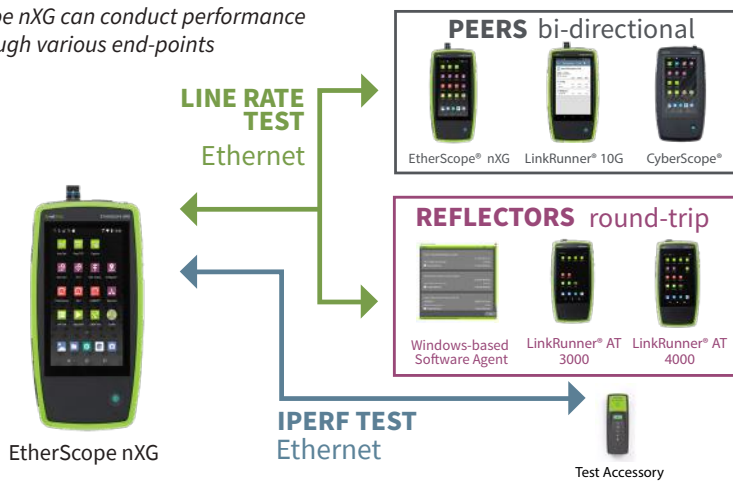 pe nXG can conduct performance
ugh various end-points
LINE RATE
TEST
Ethernet
PEERS bi-directional
EtherScope® nXG LinkRunner® 10G CyberScope®
REFLECTORS round-trip
Windows-based
Software Agent
LinkRunner® AT
3000
LinkRunner® AT
4000
IPERF TEST
Ethernet
EtherScope nXG
Test Accessory